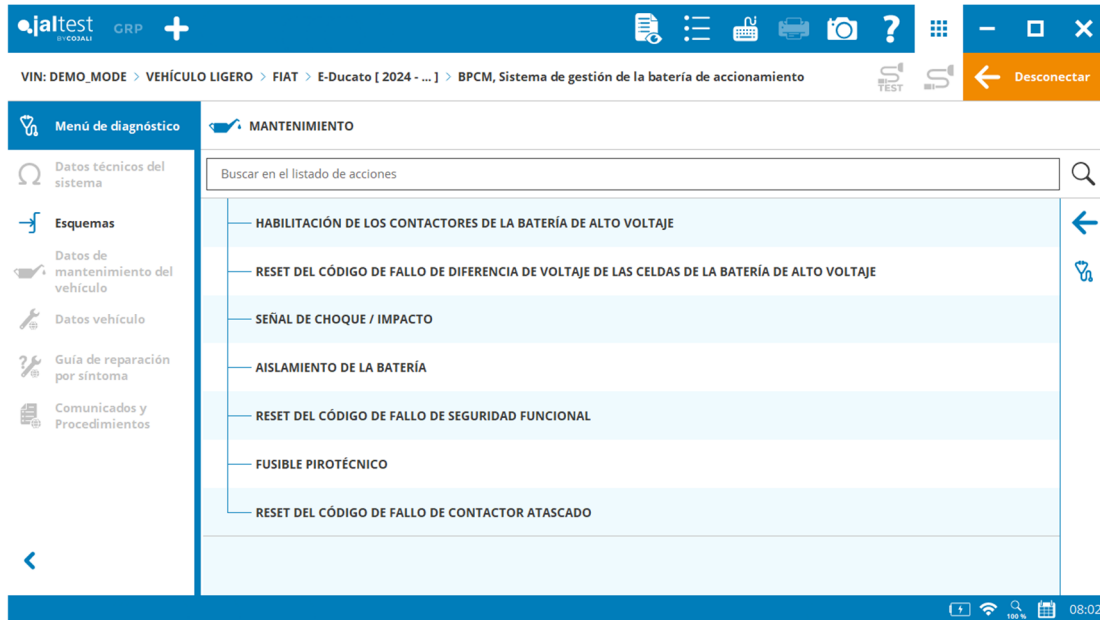 jaltest
BY COJALI
GRP
VIN: DEMO_MODE > VEHÍCULO LIGERO > FIAT > E-Ducato [ 2024 - ... ] > BPCM, Sistema de gestión de la batería de accionamiento
TEST
Desconectar
Menú de diagnóstico
MANTENIMIENTO
Datos técnicos del
sistema
Buscar en el listado de acciones
Esquemas
Datos de
mantenimiento del
vehículo
Datos vehículo
Guía de reparación
por síntoma
Comunicados y
Procedimientos
HABILITACIÓN DE LOS CONTACTORES DE LA BATERÍA DE ALTO VOLTAJE
RESET DEL CÓDIGO DE FALLO DE DIFERENCIA DE VOLTAJE DE LAS CELDAS DE LA BATERÍA DE ALTO VOLTAJE
SEÑAL DE CHOQUE / IMPACTO
AISLAMIENTO DE LA BATERÍA
RESET DEL CÓDIGO DE FALLO DE SEGURIDAD FUNCIONAL
FUSIBLE PIROTÉCNICO
RESET DEL CÓDIGO DE FALLO DE CONTACTOR ATASCADO
100 %
08:02